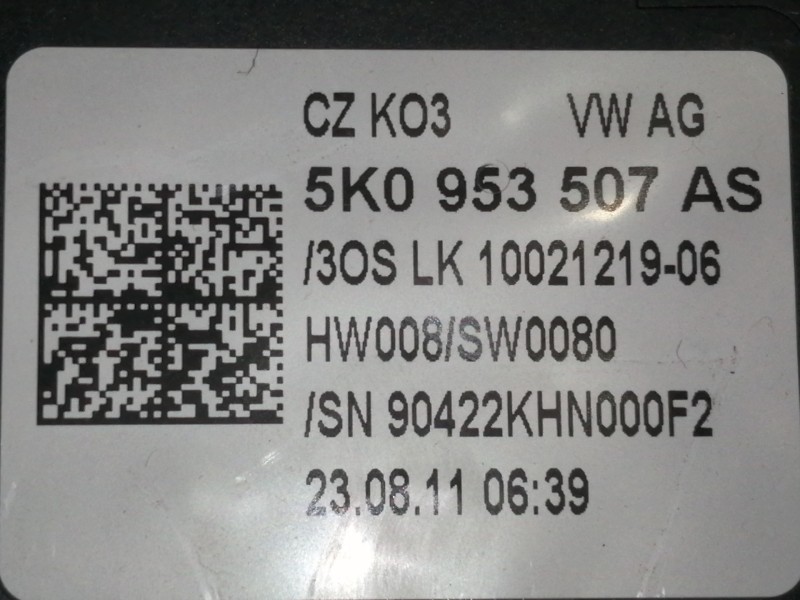 CZ KO3 VW AG
5K0 953 507 AS
/3OS LK 10021219-06
HW008/SW0080
/SN 90422KHN000F2
23.08.11 06:39